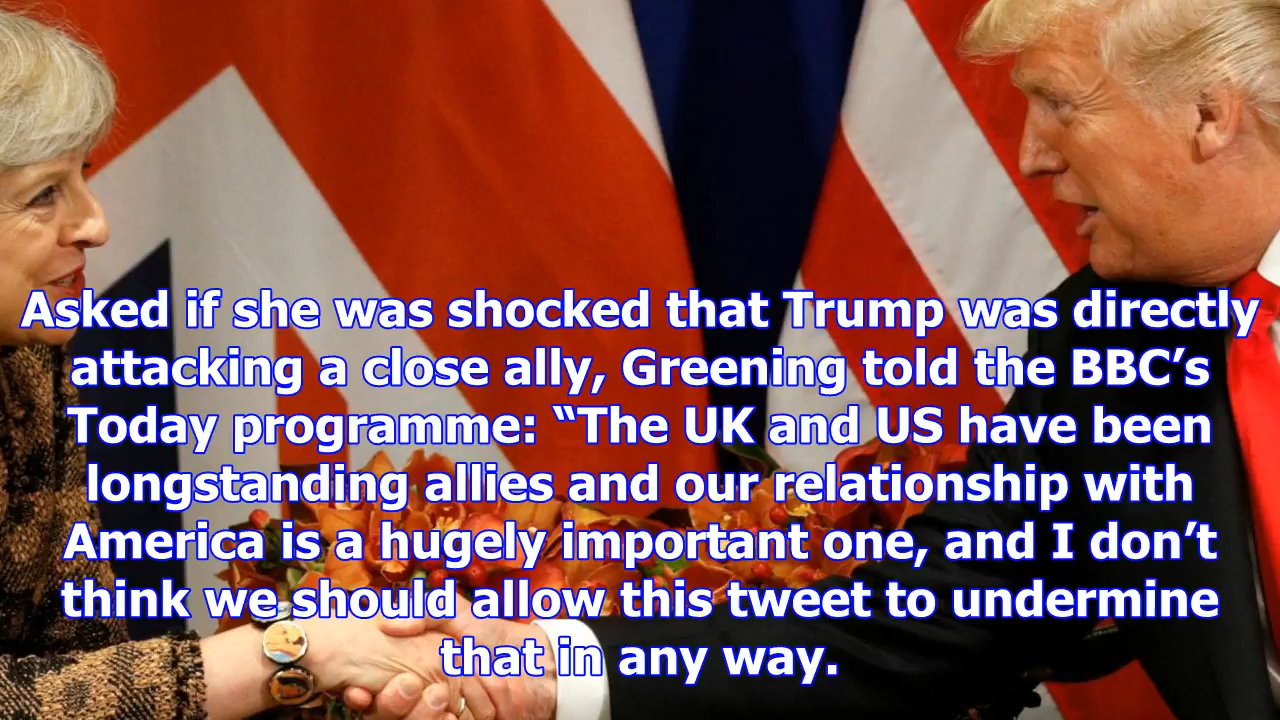 Asked if she was shocked that Trump was directly
attacking a close ally, Greening told the BBC’s
Today programme: “The UK and US have been
longstanding allies and our relationship with
America is a hugely important one, and I don’t
think we should allow this tweet to undermine
that in any way.